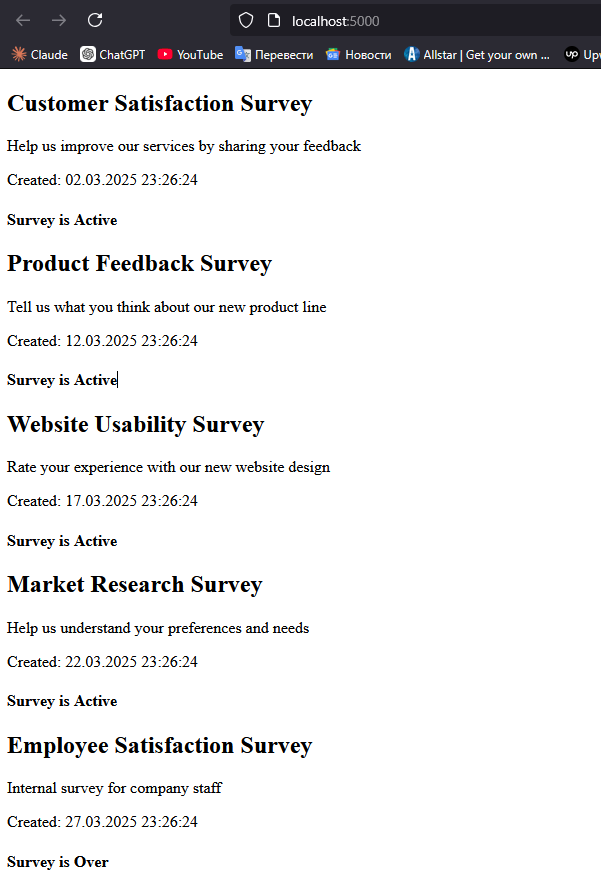 localhost:5000
Claude ChatGPT YouTube Перевести Новости Allstar | Get your own ... up Upw
Customer Satisfaction Survey
Help us improve our services by sharing your feedback
Created: 02.03.2025 23:26:24
Survey is Active
Product Feedback Survey
Tell us what you think about our new product line
Created: 12.03.2025 23:26:24
Survey is Active
Website Usability Survey
Rate your experience with our new website design
Created: 17.03.2025 23:26:24
Survey is Active
Market Research Survey
Help us understand your preferences and needs
Created: 22.03.2025 23:26:24
Survey is Active
Employee Satisfaction Survey
Internal survey for company staff
Created: 27.03.2025 23:26:24
Survey is Over